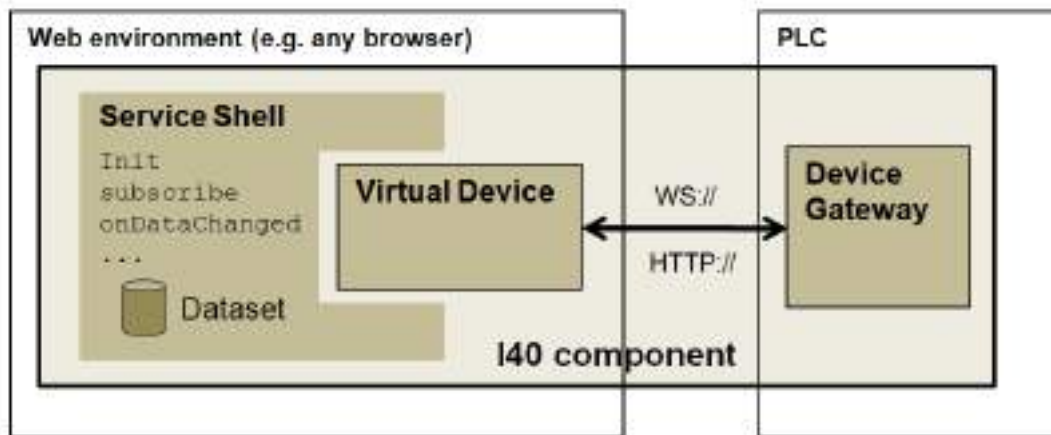 Web environment (e.g. any browser)
PLC
Service Shell
Init
subscribe
onDataChanged
...
Dataset
Virtual Device
WS://
HTTP://
Device
Gateway
I40 component